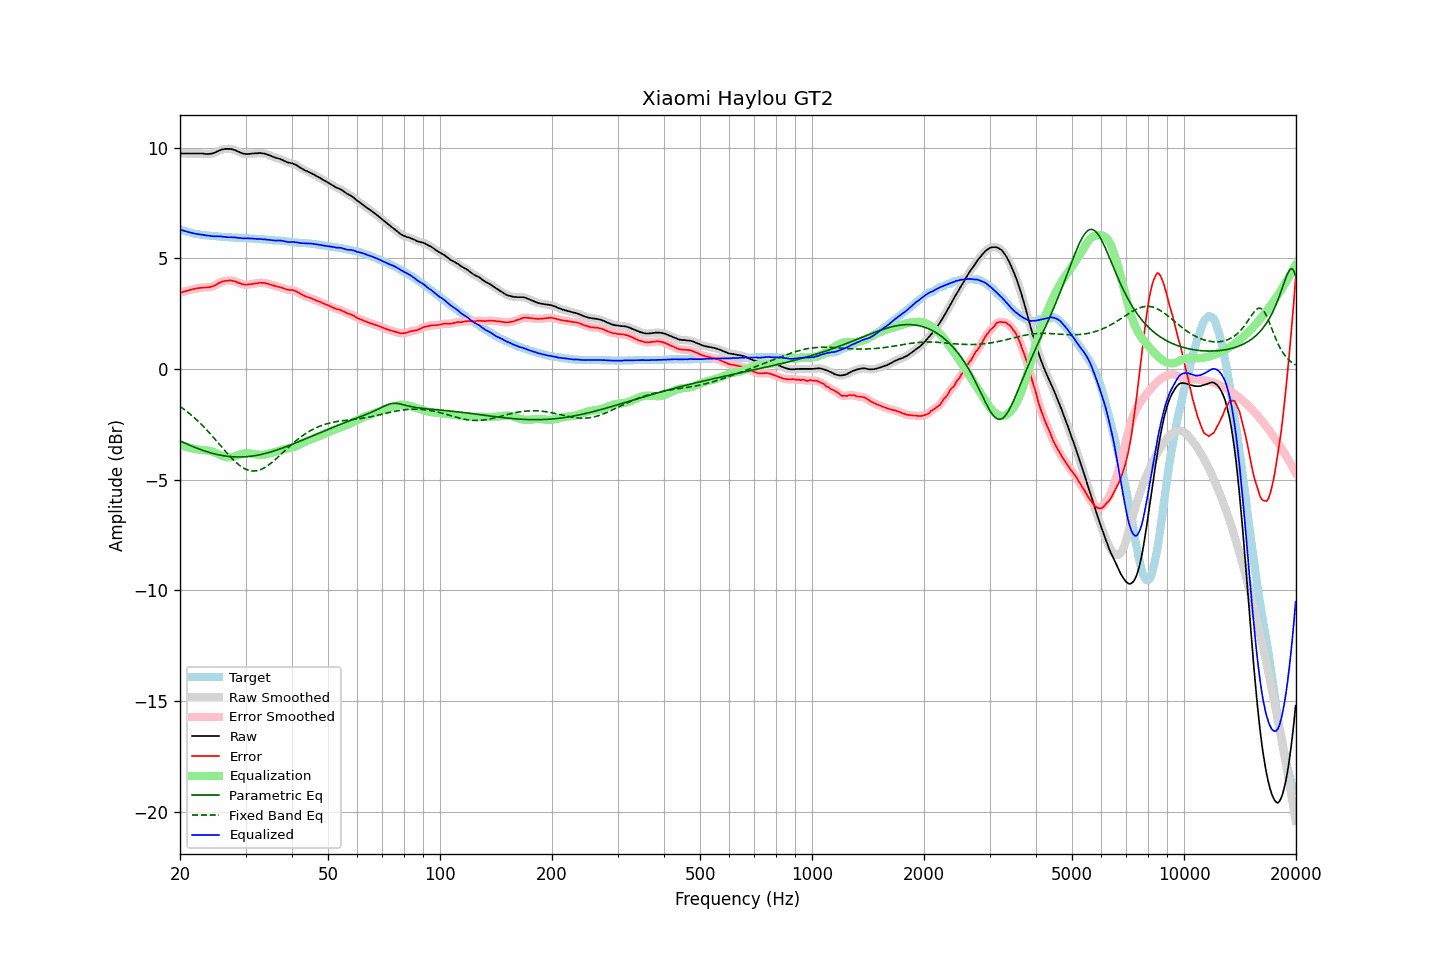 Xiaomi Haylou GT2
Amplitude (dBr)
10
5
0
−5
−10
−15
−20
Target
Raw Smoothed
Error Smoothed
Raw
Error
Equalization
Parametric Eq
Fixed Band Eq
Equalized
20 50 100 200 500 1000 2000 5000 10000 20000
Frequency (Hz)